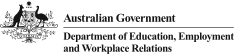 Australian Government
Department of Education, Employment
and Workplace Relations